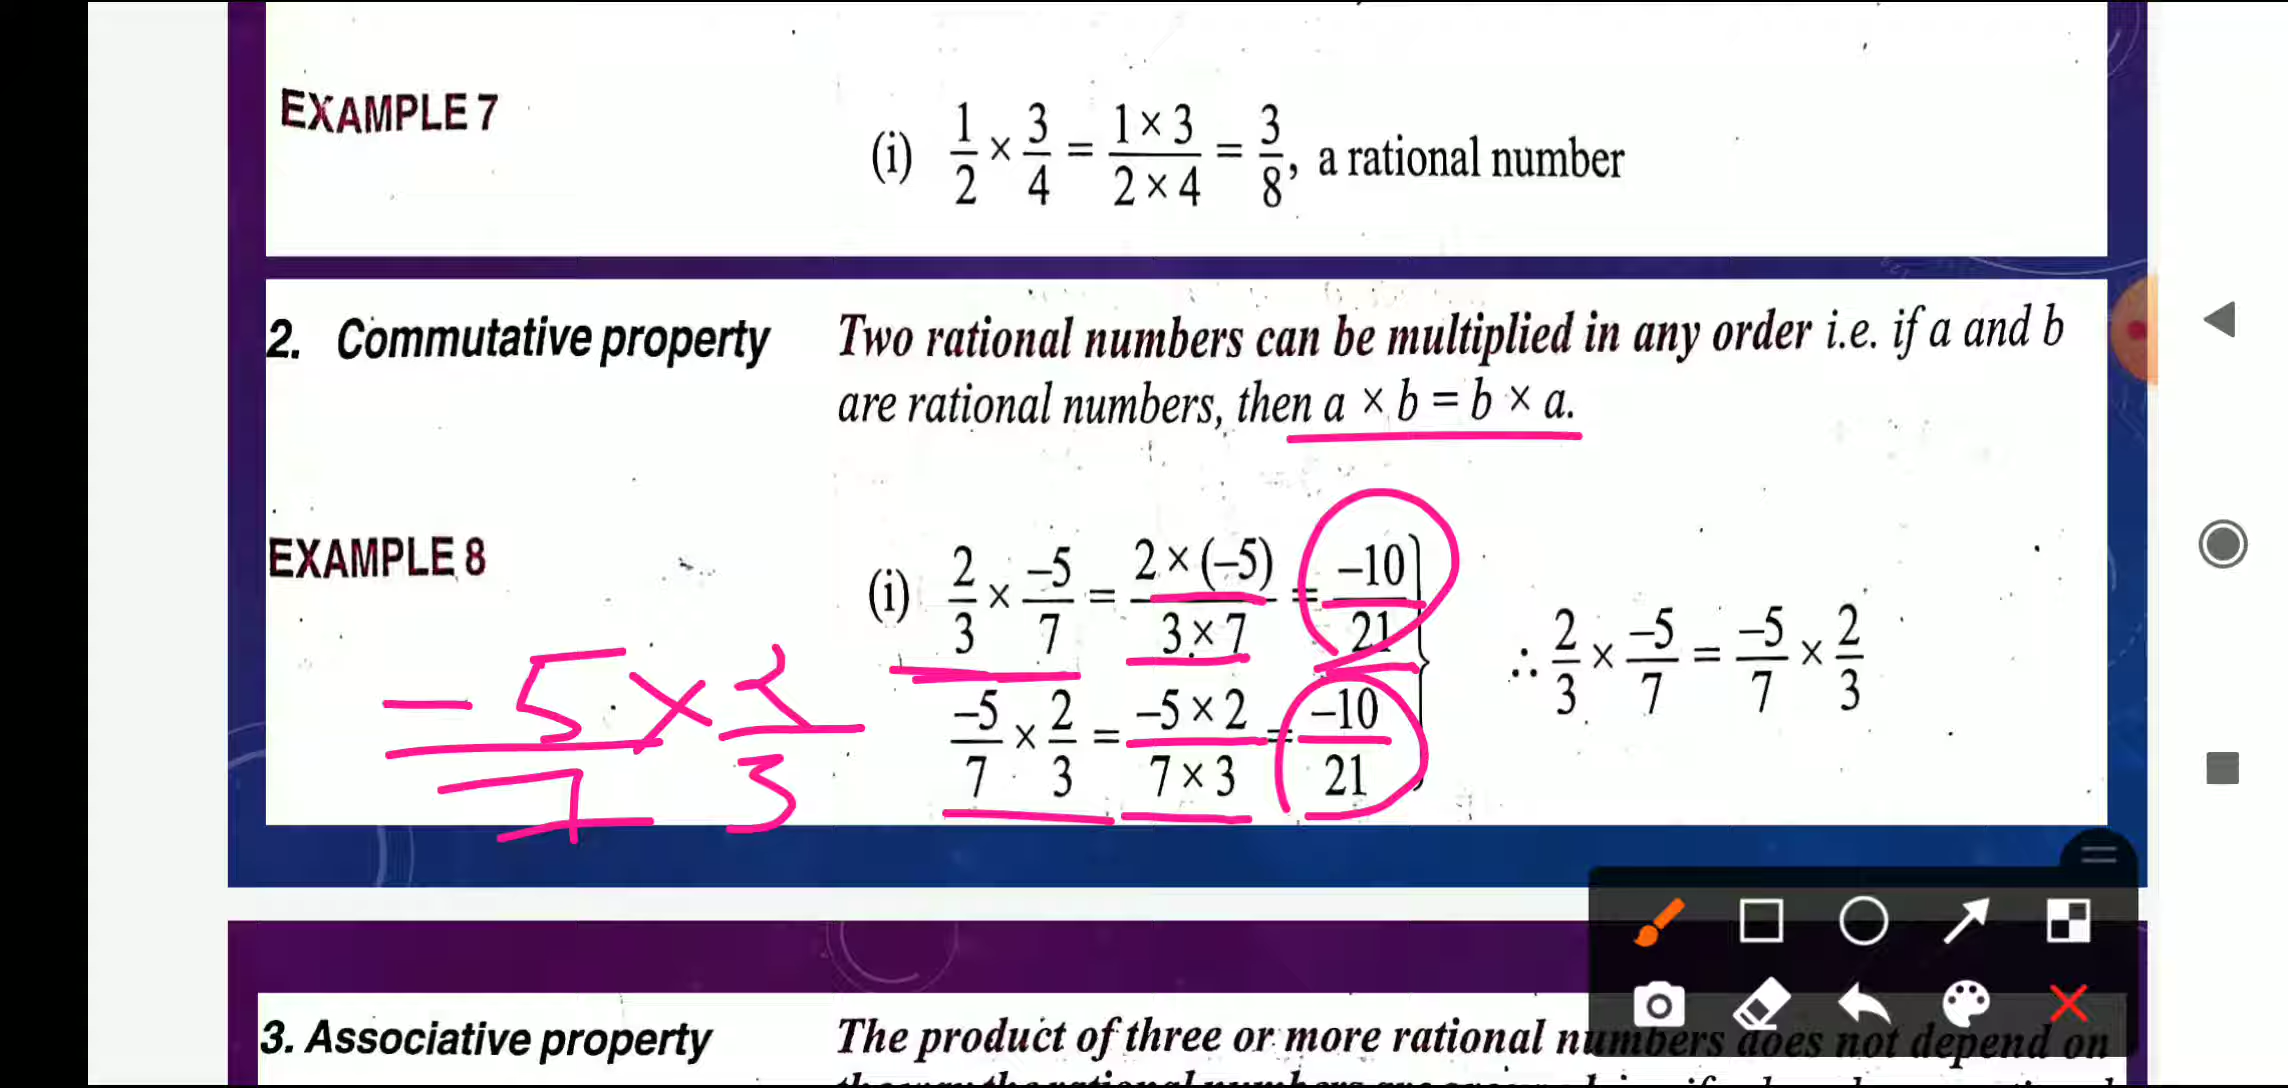 EXAMPLE 7
(i) 1/2 × 3/4 = (1 × 3)/(2 × 4) = 3/8, a rational number
2. Commutative property
Two rational numbers can be multiplied in any order i.e. if a and b
are rational numbers, then a × b = b × a.
EXAMPLE 8
(i) 2/3 × –5/7 = (2 × (–5))/(3 × 7) = –10/21
–5/7 × 2/3 = (–5 × 2)/(7 × 3) = –10/21
∴ 2/3 × –5/7 = –5/7 × 2/3
–5/7 × 2/3
3. Associative property
The product of three or more rational numbers does not depend on